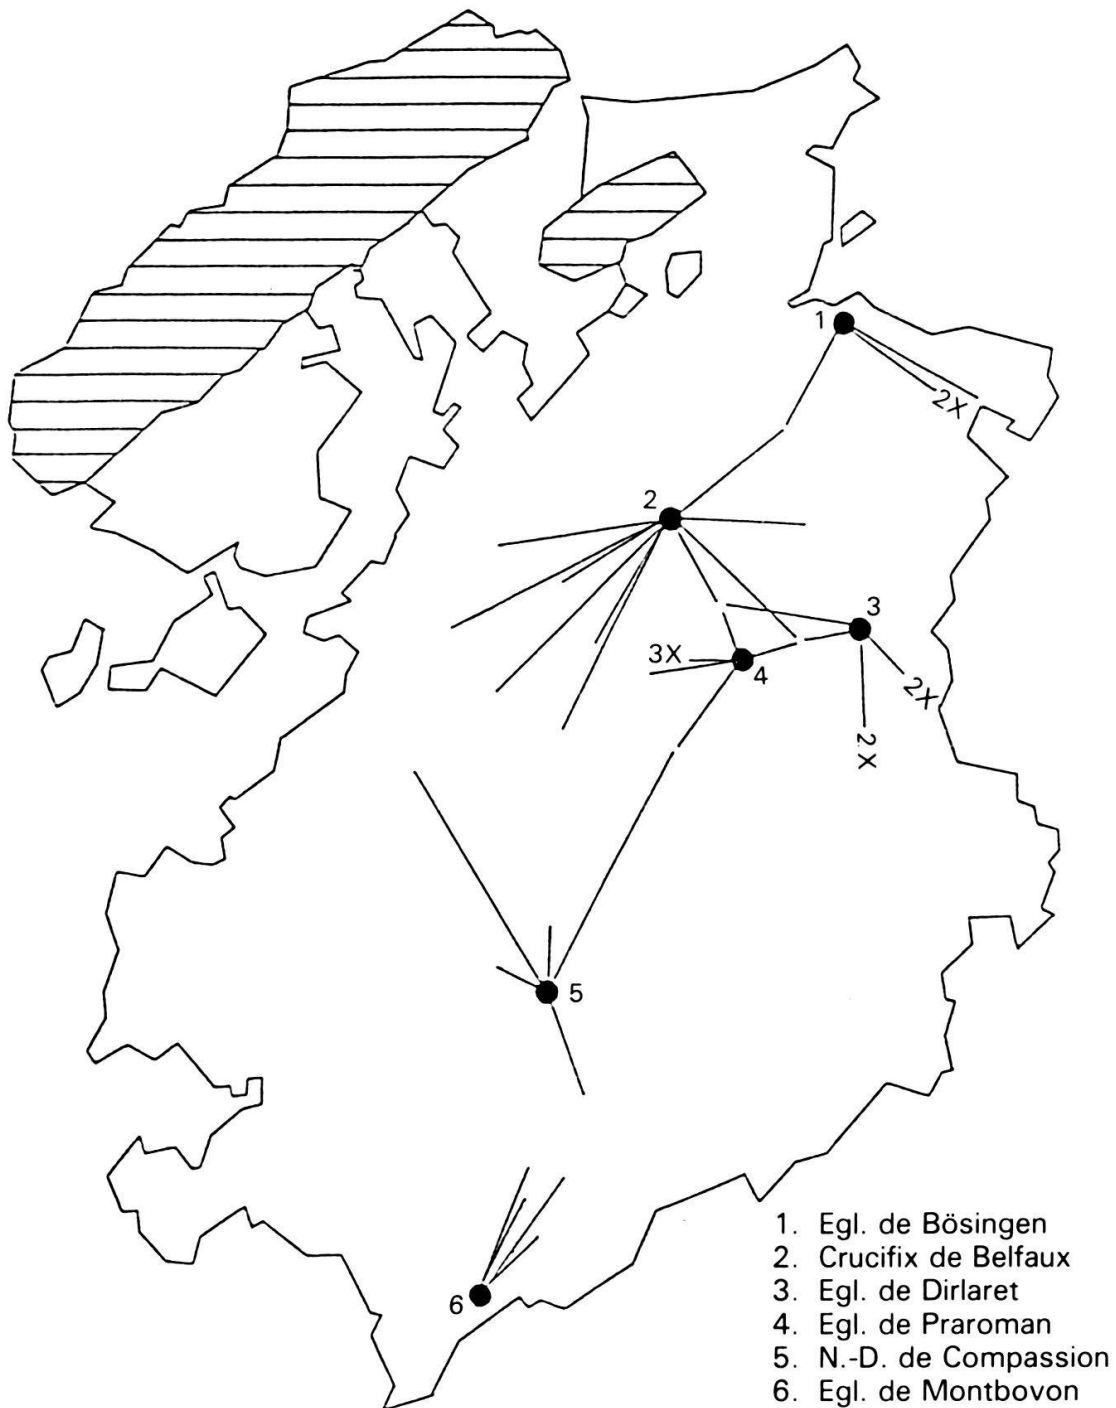 1
2X
2
3
3X
4
2X
2X
5
6
1. Egl. de Bösingen
2. Crucifix de Belfaux
3. Egl. de Dirlaret
4. Egl. de Praroman
5. N.-D. de Compassion
6. Egl. de Montbovon